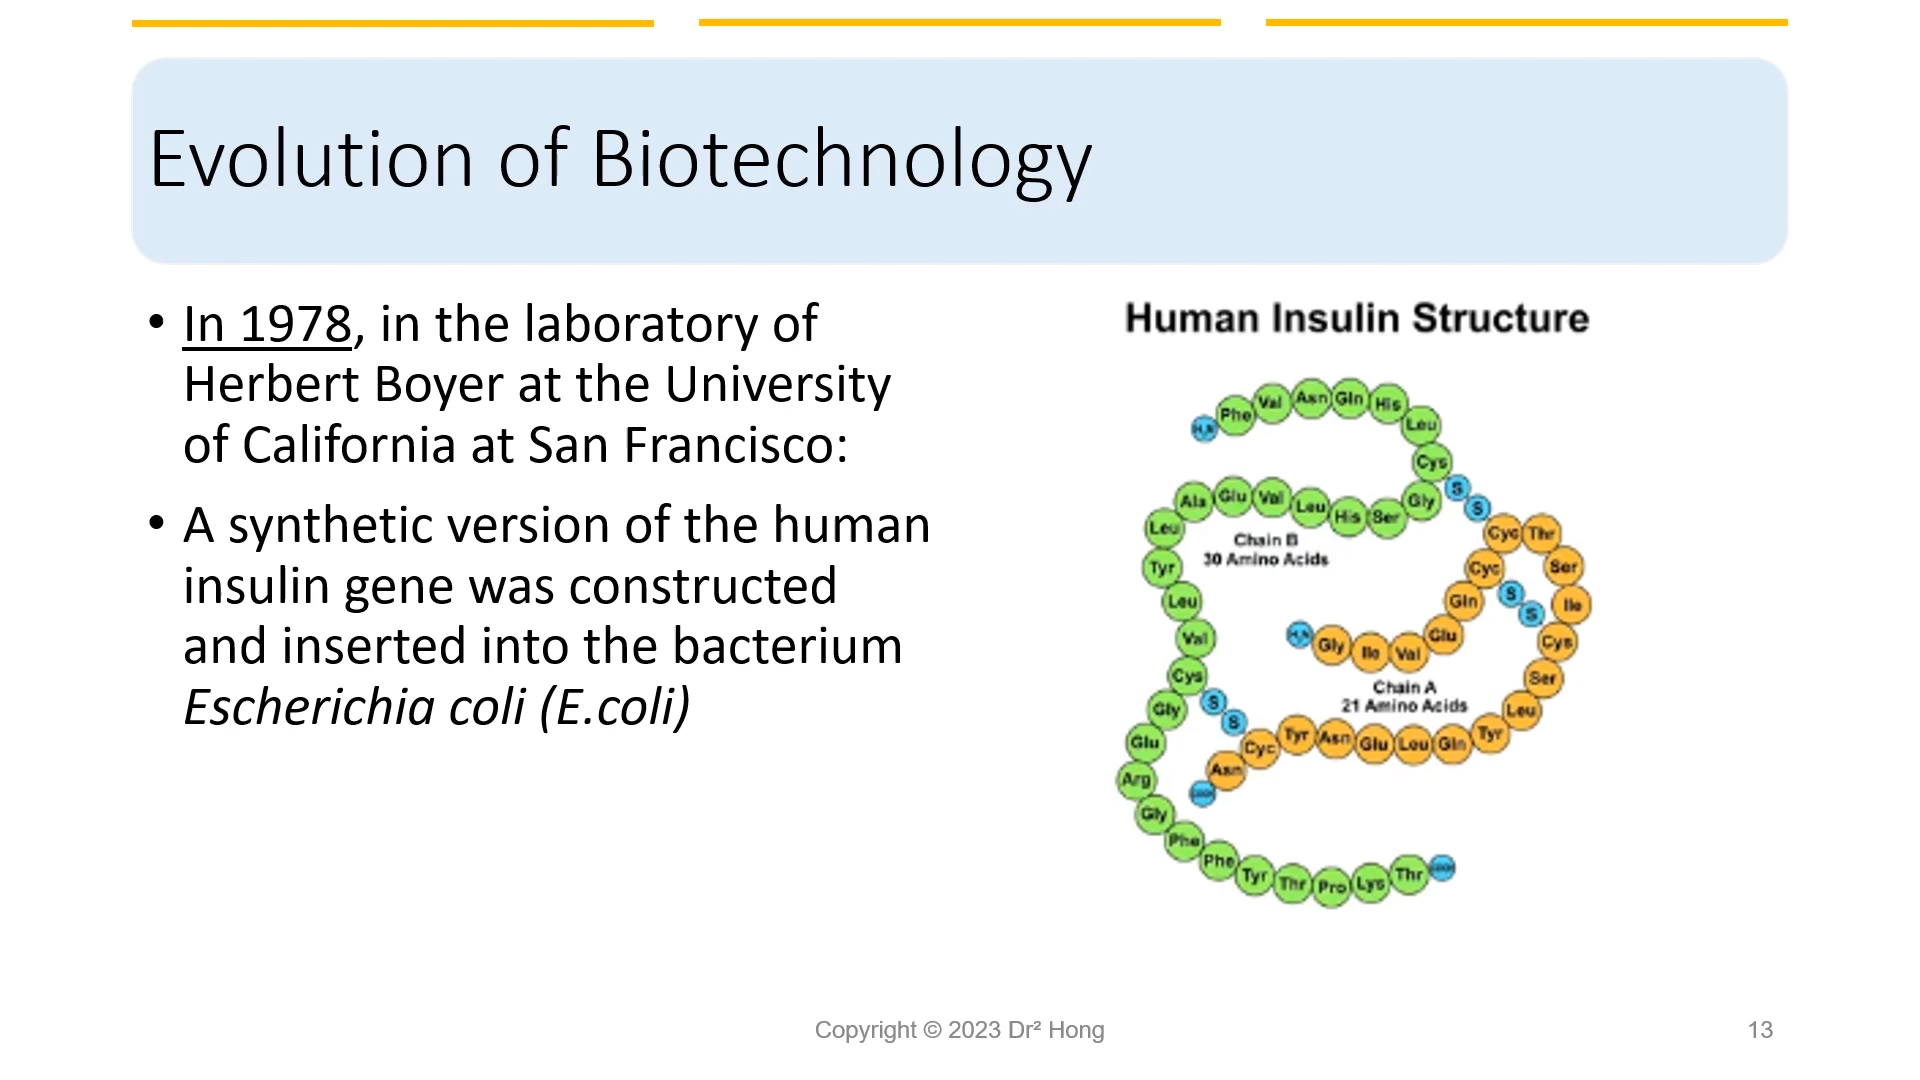 Evolution of Biotechnology
• In 1978, in the laboratory of
Herbert Boyer at the University
of California at San Francisco:
• A synthetic version of the human
insulin gene was constructed
and inserted into the bacterium
Escherichia coli (E.coli)
Human Insulin Structure
H₂N Phe Val Asn Gln His Leu Cys Gly Ser His Leu Val Glu Ala Leu Tyr Leu Val Cys Gly Glu Arg Gly Phe Phe Tyr Thr Pro Lys Thr
S S
Chain B
30 Amino Acids
H₂N Gly Ile Val Glu Gln Cyc Cyc Thr Ser Ile Cys Ser Leu Tyr Gln Leu Glu Asn Tyr Cyc Asn
S S
Chain A
21 Amino Acids
S S
Copyright © 2023 Dr² Hong
13